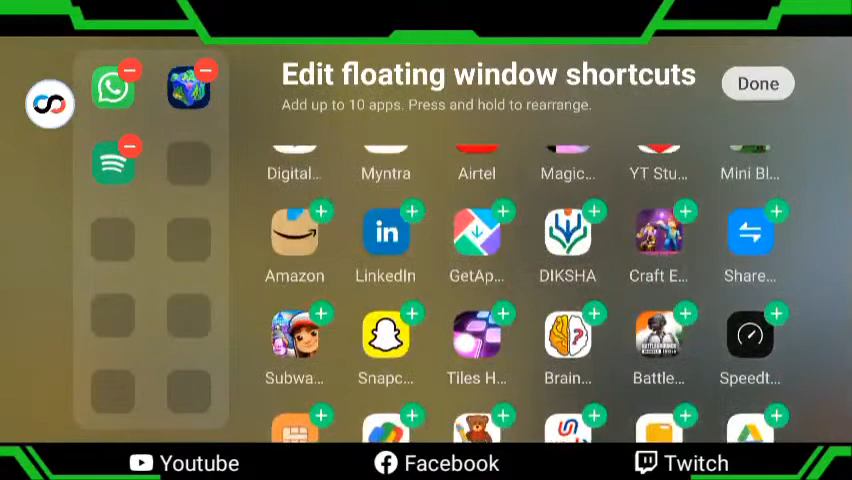 Edit floating window shortcuts
Done
Add up to 10 apps. Press and hold to rearrange.
Digital... Myntra Airtel Magic... YT Stu... Mini Bl...
in
Amazon LinkedIn GetAp... DIKSHA Craft E... Share...
Subwa... Snapc... Tiles H... Brain... Battle... Speedt...
Youtube Facebook Twitch